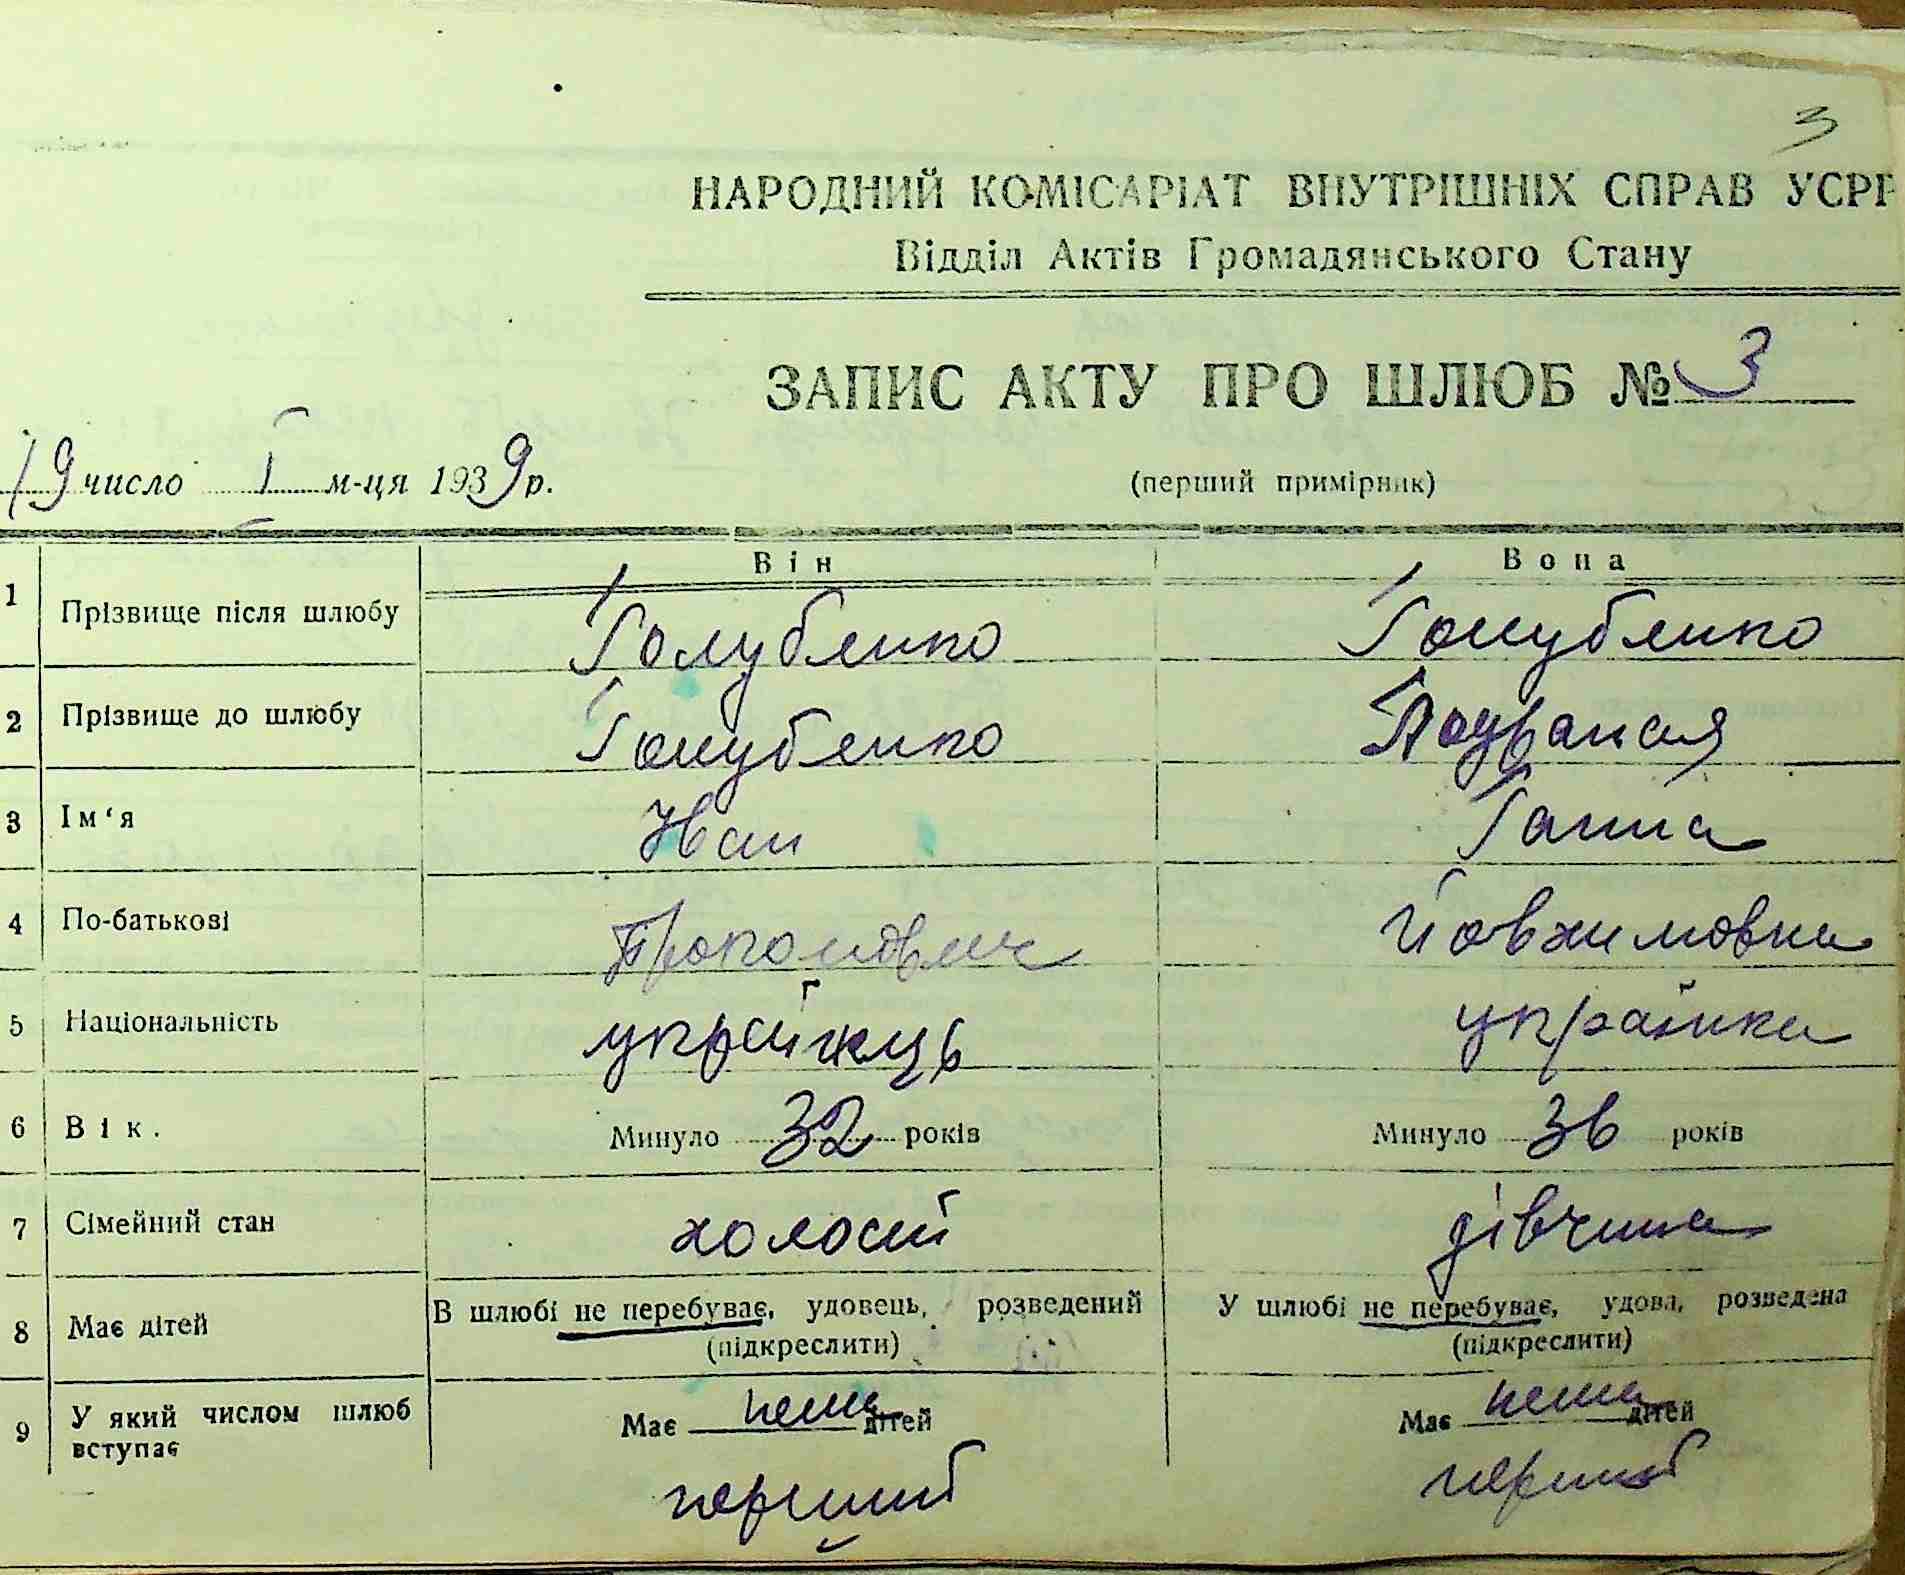 3
НАРОДНИЙ КОМІСАРІАТ ВНУТРІШНІХ СПРАВ УСРР
Відділ Актів Громадянського Стану
ЗАПИС АКТУ ПРО ШЛЮБ № 3
19 число I м-ця 1939 р.
(перший примірник)
Він Вона
1 Прізвище після шлюбу Голубенко Голубенко
2 Прізвище до шлюбу Голубенко
3 Ім‘я Иван Ганна
4 По-батькові Йовхимовна
5 Національність українець українка
6 Вік. Минуло 32 років Минуло 36 років
7 Сімейний стан холостій дівчина
8 Має дітей В шлюбі не перебуває, удовець, розведений У шлюбі не перебуває, удова, розведена
(підкреслити) (підкреслити)
9 У який числом шлюб вступає Має нема дітей Має нема дітей
перший перший